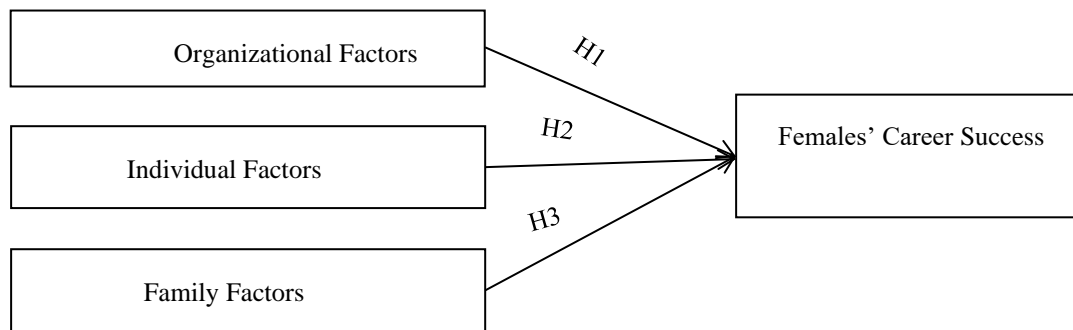 Organizational Factors
H1
Females’ Career Success
H2
Individual Factors
H3
Family Factors